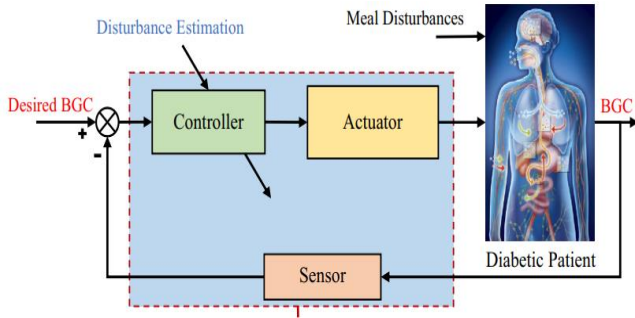 Disturbance Estimation
Meal Disturbances
Desired BGC
+
-
Controller
Actuator
BGC
Sensor
Diabetic Patient